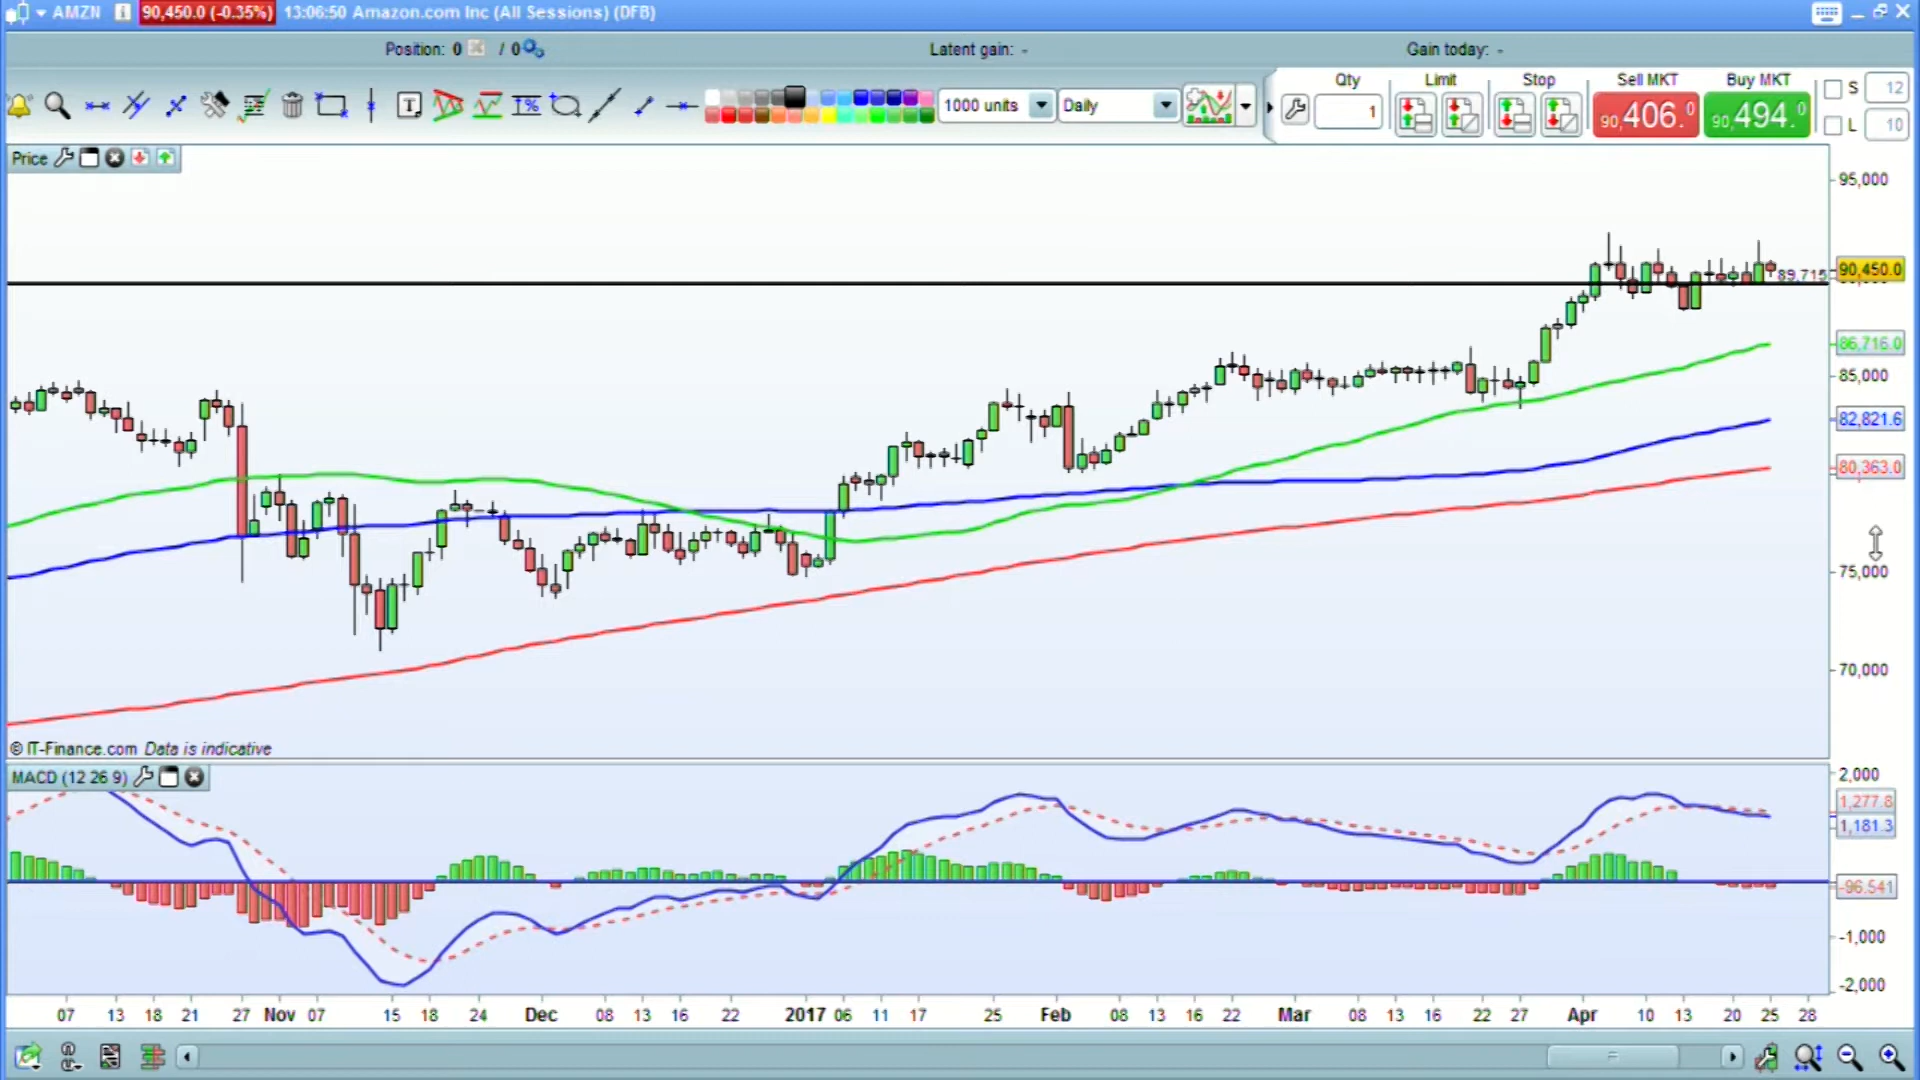 AMZN 90,450.0 (-0.35%) 13:06:50 Amazon.com Inc (All Sessions) (DFB)
Position: 0 / 0 Latent gain: - Gain today: -
Qty Limit Stop Sell MKT Buy MKT S 12
T % 1000 units Daily 1 90,406.0 90,494.0 L 10
Price
95,000
90,450.0
89,715
86,716.0
85,000
82,821.6
80,363.0
75,000
70,000
© IT-Finance.com Data is indicative
MACD (12 26 9)
2,000
1,277.8
1,181.3
-96.541
-1,000
-2,000
07 13 18 21 27 Nov 07 15 18 24 Dec 08 13 16 22 2017 06 11 17 25 Feb 08 13 16 22 Mar 08 13 16 22 27 Apr 10 13 20 25 28